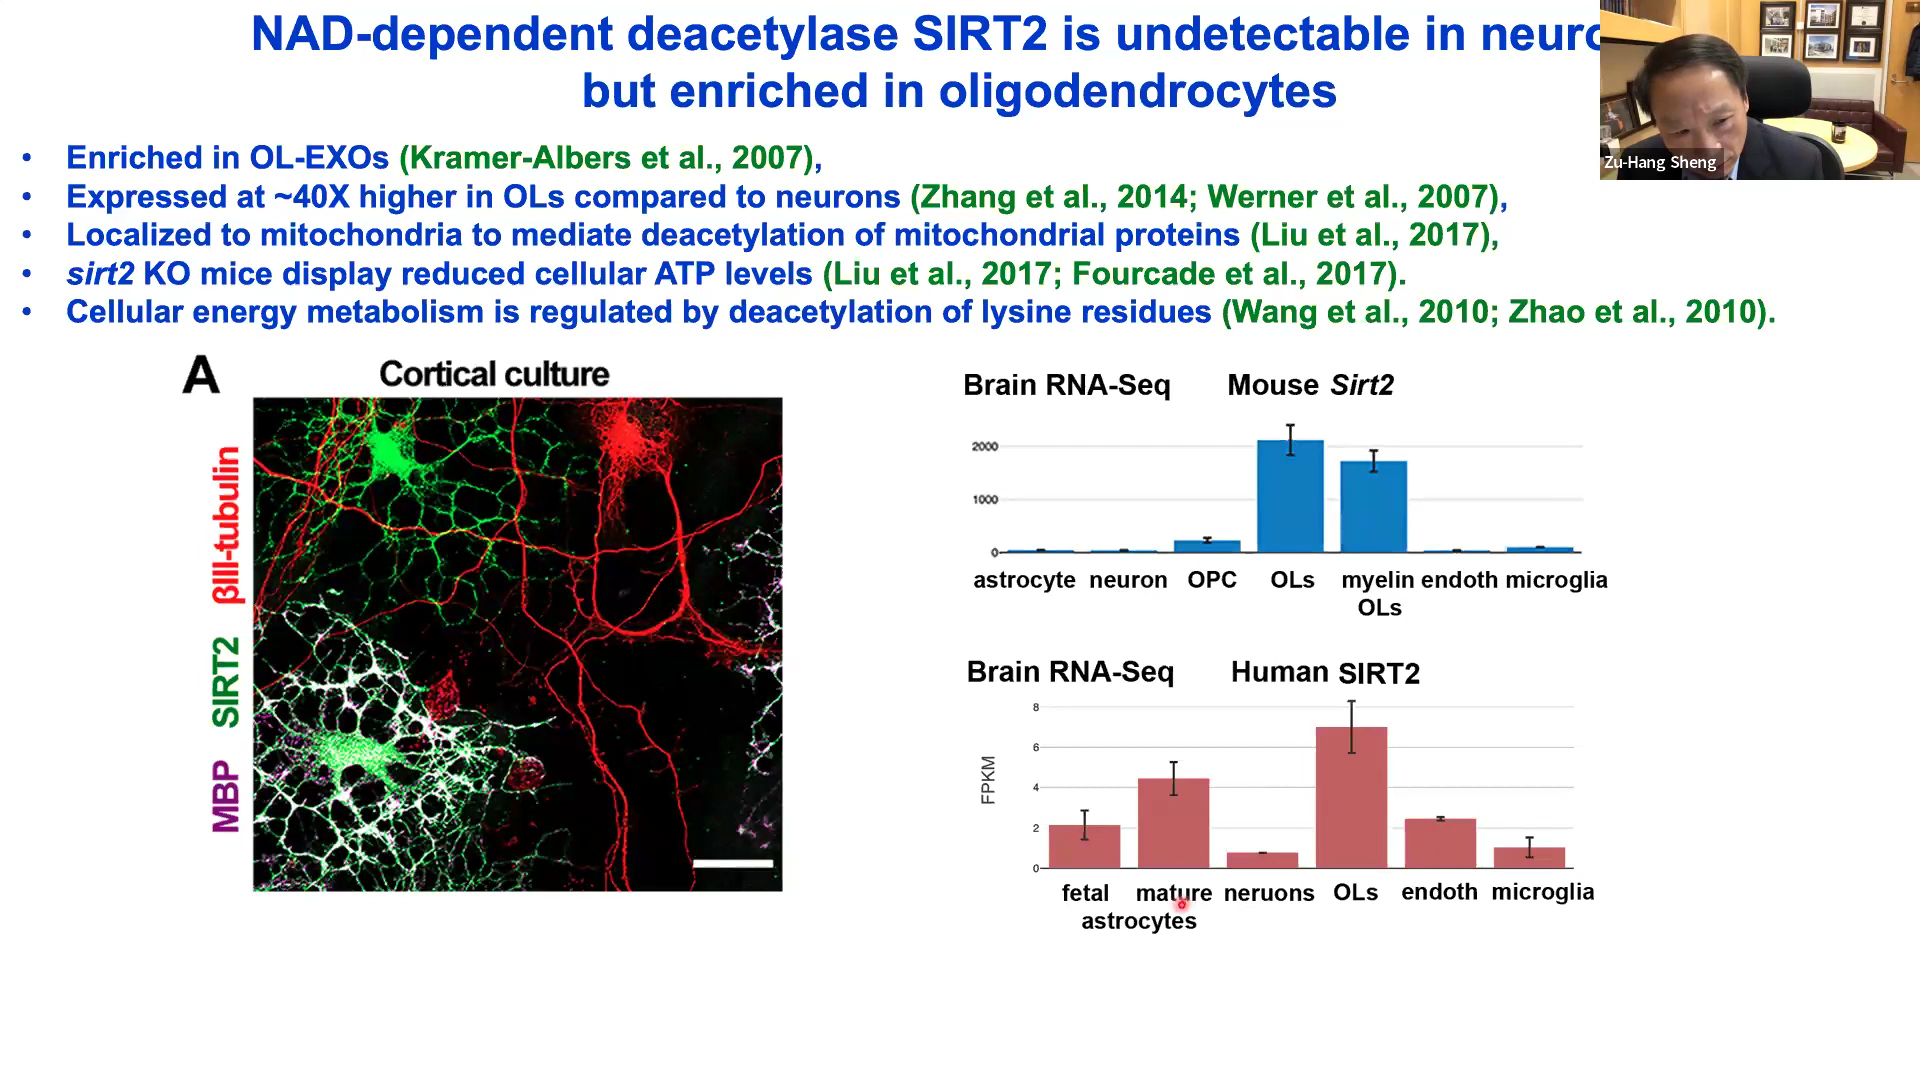 NAD-dependent deacetylase SIRT2 is undetectable in
but enriched in oligodendrocytes
Zu-Hang Sheng
• Enriched in OL-EXOs (Kramer-Albers et al., 2007),
• Expressed at ~40X higher in OLs compared to neurons (Zhang et al., 2014; Werner et al., 2007),
• Localized to mitochondria to mediate deacetylation of mitochondrial proteins (Liu et al., 2017),
• sirt2 KO mice display reduced cellular ATP levels (Liu et al., 2017; Fourcade et al., 2017).
• Cellular energy metabolism is regulated by deacetylation of lysine residues (Wang et al., 2010; Zhao et al., 2010).
A
Cortical culture
MBP SIRT2 βIII-tubulin
Brain RNA-Seq Mouse Sirt2
2000
1000
0
astrocyte neuron OPC OLs myelin endoth microglia
OLs
Brain RNA-Seq Human SIRT2
FPKM
8
6
4
2
0
fetal mature neruons OLs endoth microglia
astrocytes